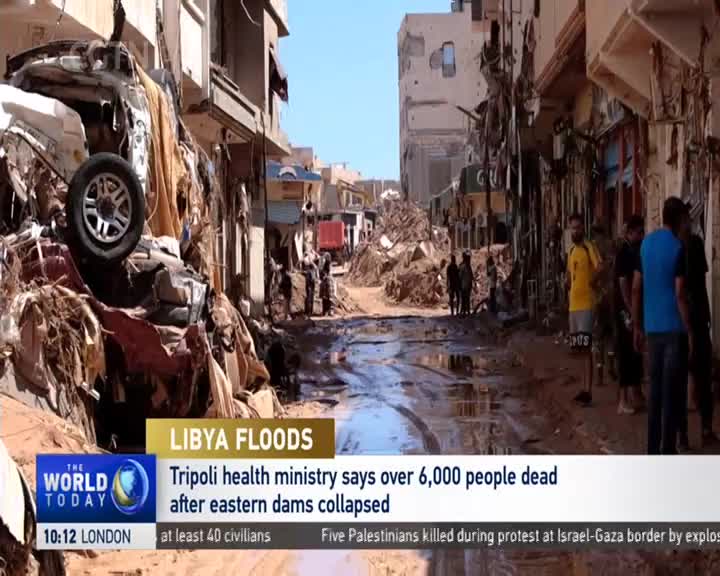 CGTN
LIBYA FLOODS
Tripoli health ministry says over 6,000 people dead
after eastern dams collapsed
THE
WORLD
TODAY
10:12 LONDON
at least 40 civilians
Five Palestinians killed during protest at Israel-Gaza border by explos